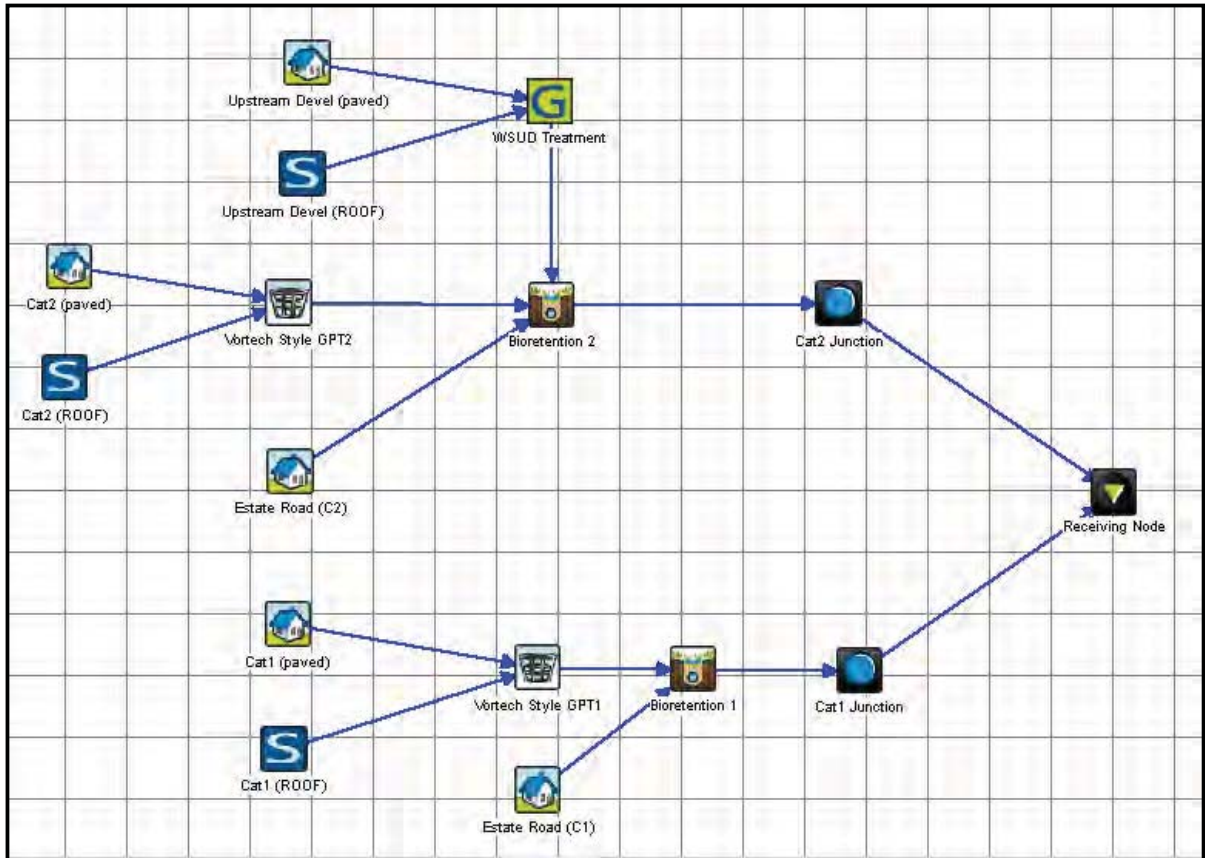 Upstream Devel (paved)
G
WSUD Treatment
S
Upstream Devel (ROOF)
Cat2 (paved)
Vortech Style GPT2
Bioretention 2
Cat2 Junction
S
Cat2 (ROOF)
Estate Road (C2)
Receiving Node
Cat1 (paved)
Vortech Style GPT1
Bioretention 1
Cat1 Junction
S
Cat1 (ROOF)
Estate Road (C1)